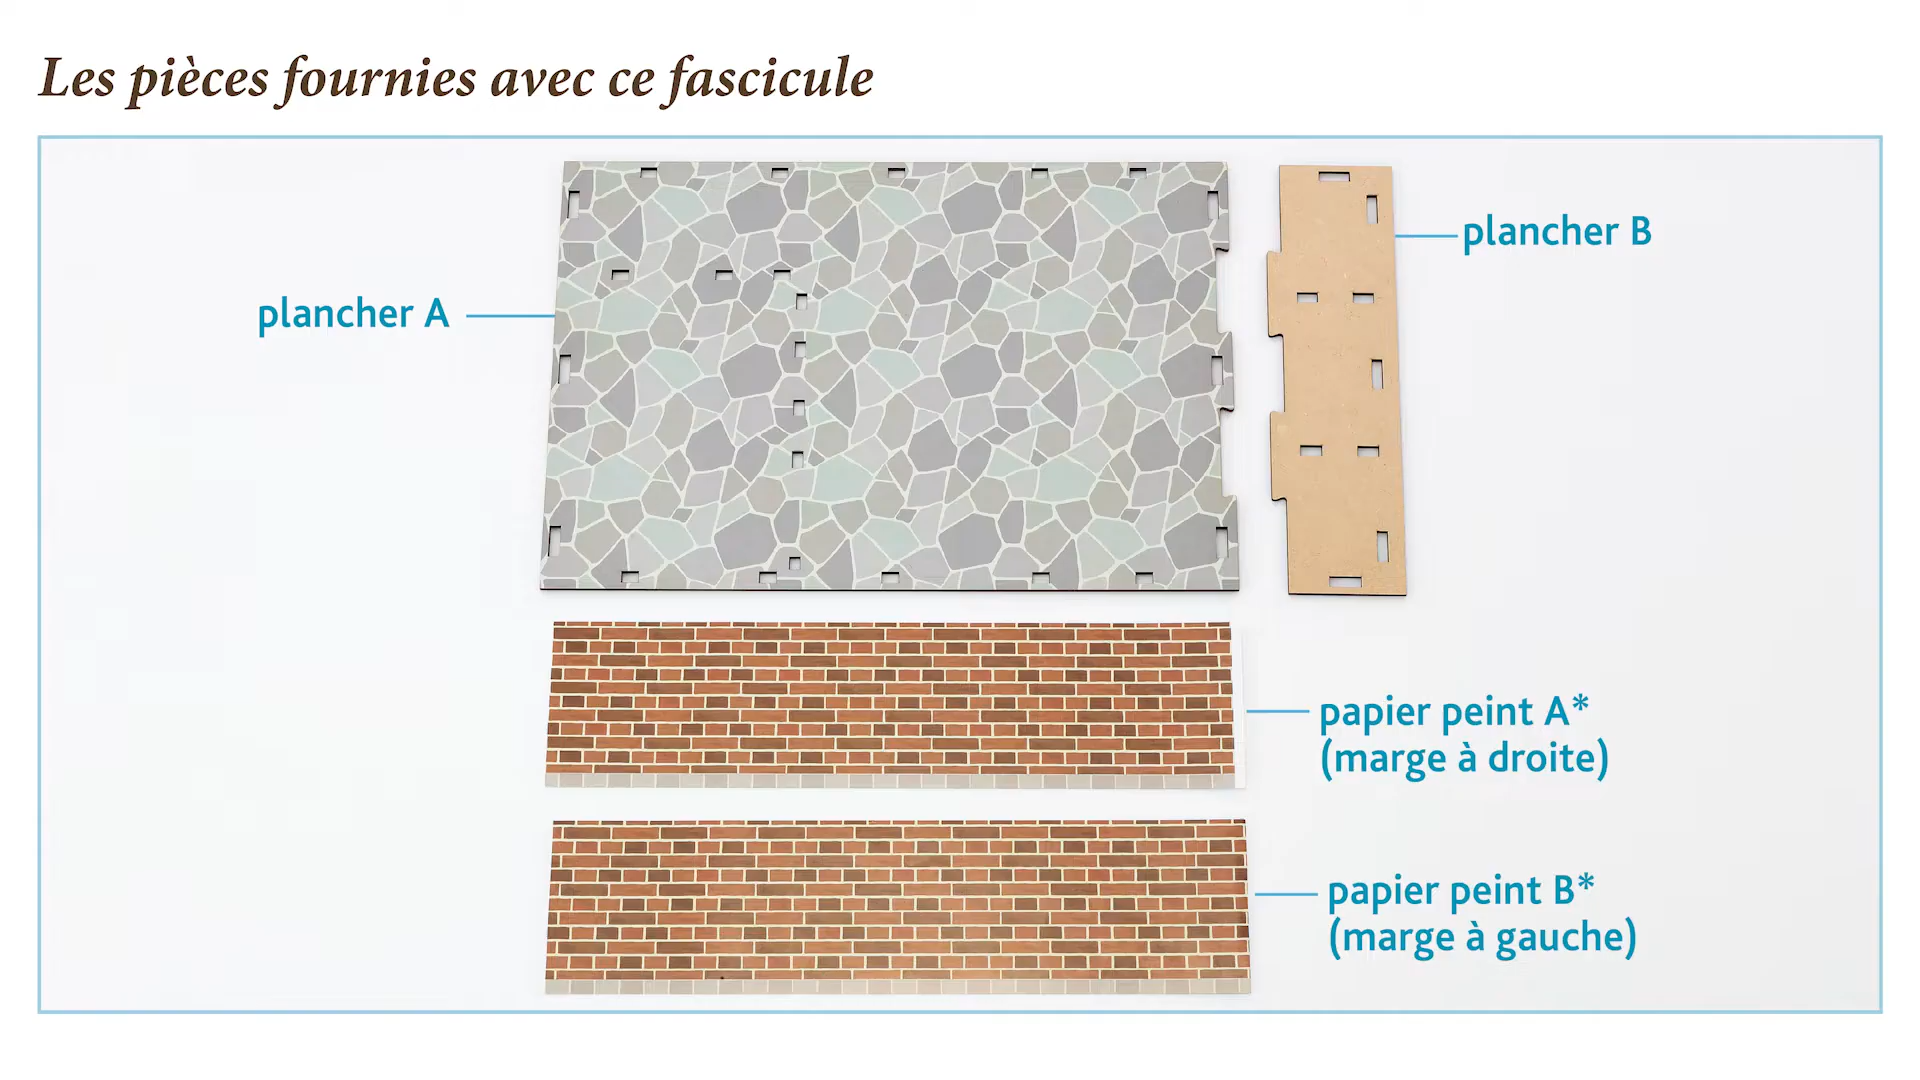 Les pièces fournies avec ce fascicule
plancher A
plancher B
papier peint A*
(marge à droite)
papier peint B*
(marge à gauche)